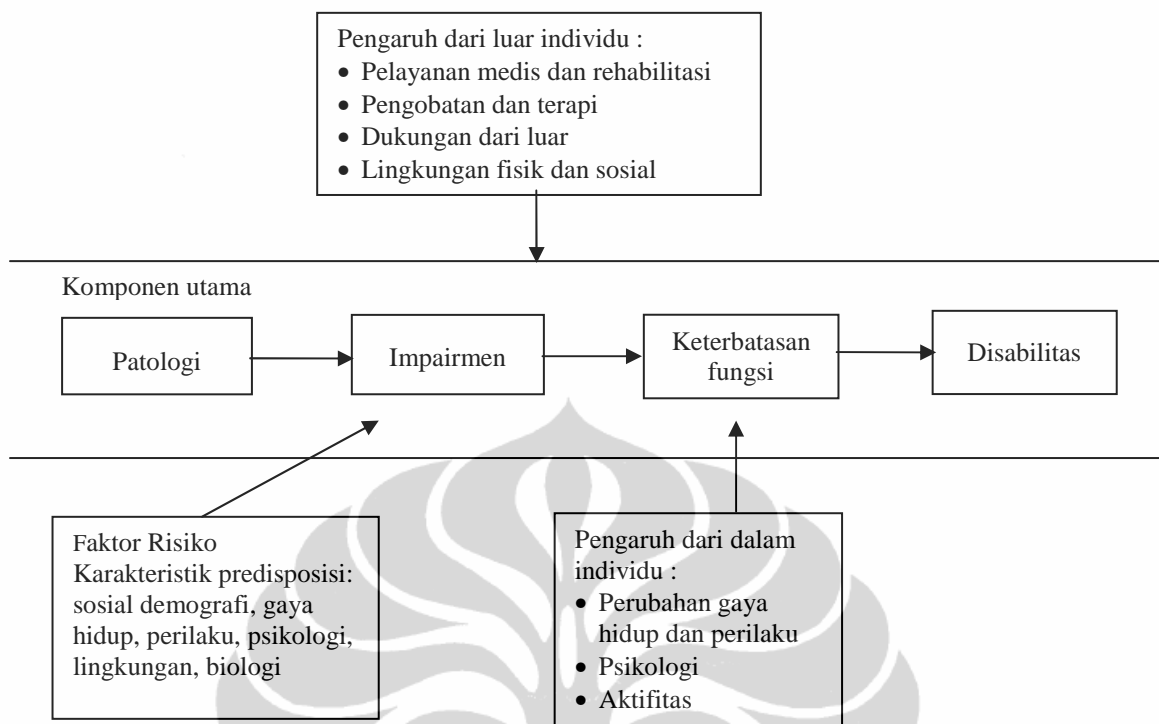 Pengaruh dari luar individu :
• Pelayanan medis dan rehabilitasi
• Pengobatan dan terapi
• Dukungan dari luar
• Lingkungan fisik dan sosial
Komponen utama
Patologi
Impairmen
Keterbatasan
fungsi
Disabilitas
Faktor Risiko
Karakteristik predisposisi:
sosial demografi, gaya
hidup, perilaku, psikologi,
lingkungan, biologi
Pengaruh dari dalam
individu :
• Perubahan gaya
hidup dan perilaku
• Psikologi
• Aktifitas